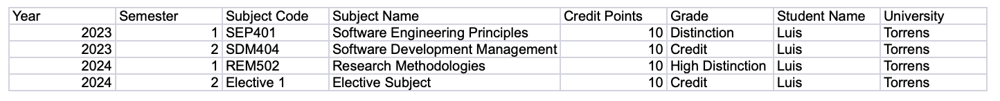 Year Semester Subject Code Subject Name Credit Points Grade Student Name University
2023 1 SEP401 Software Engineering Principles 10 Distinction Luis Torrens
2023 2 SDM404 Software Development Management 10 Credit Luis Torrens
2024 1 REM502 Research Methodologies 10 High Distinction Luis Torrens
2024 2 Elective 1 Elective Subject 10 Credit Luis Torrens